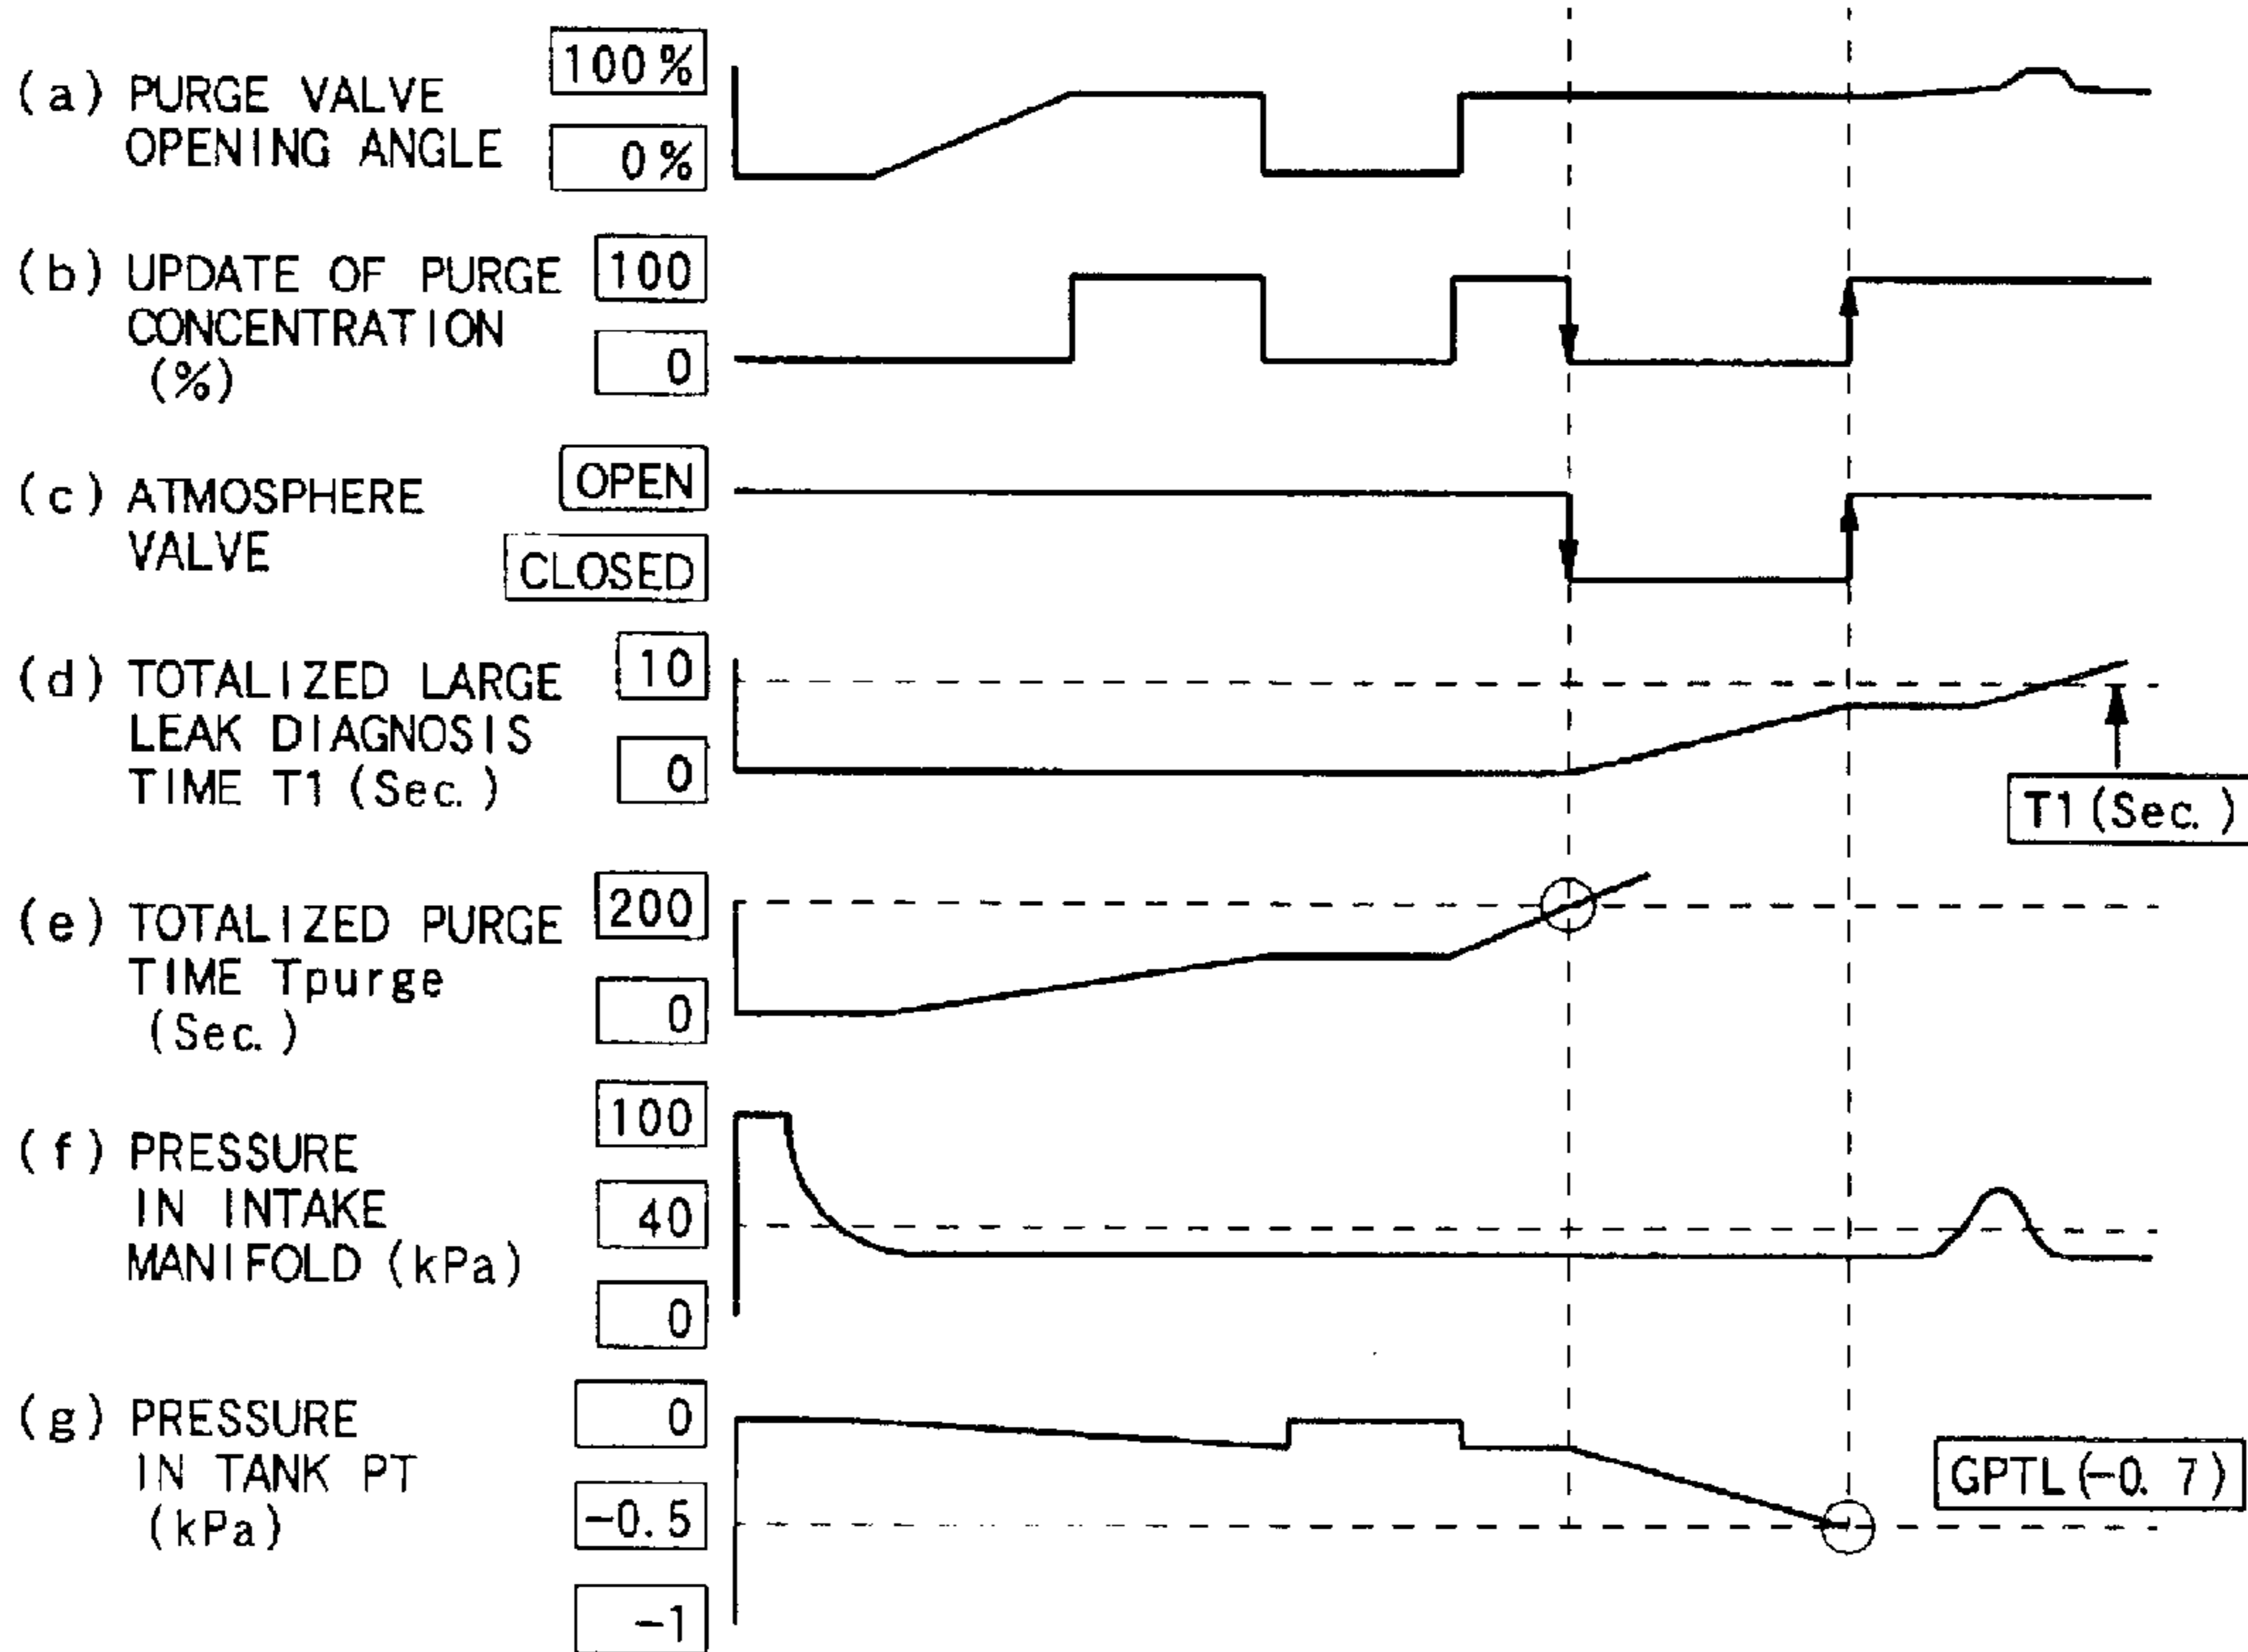 (a) PURGE VALVE
OPENING ANGLE
100%
0%
(b) UPDATE OF PURGE
CONCENTRATION
(%)
100
0
(c) ATMOSPHERE
VALVE
OPEN
CLOSED
(d) TOTALIZED LARGE
LEAK DIAGNOSIS
TIME T1 (Sec.)
10
0
T1 (Sec.)
(e) TOTALIZED PURGE
TIME Tpurge
(Sec.)
200
0
(f) PRESSURE
IN INTAKE
MANIFOLD (kPa)
100
40
0
(g) PRESSURE
IN TANK PT
(kPa)
0
-0.5
-1
GPTL (-0.7)